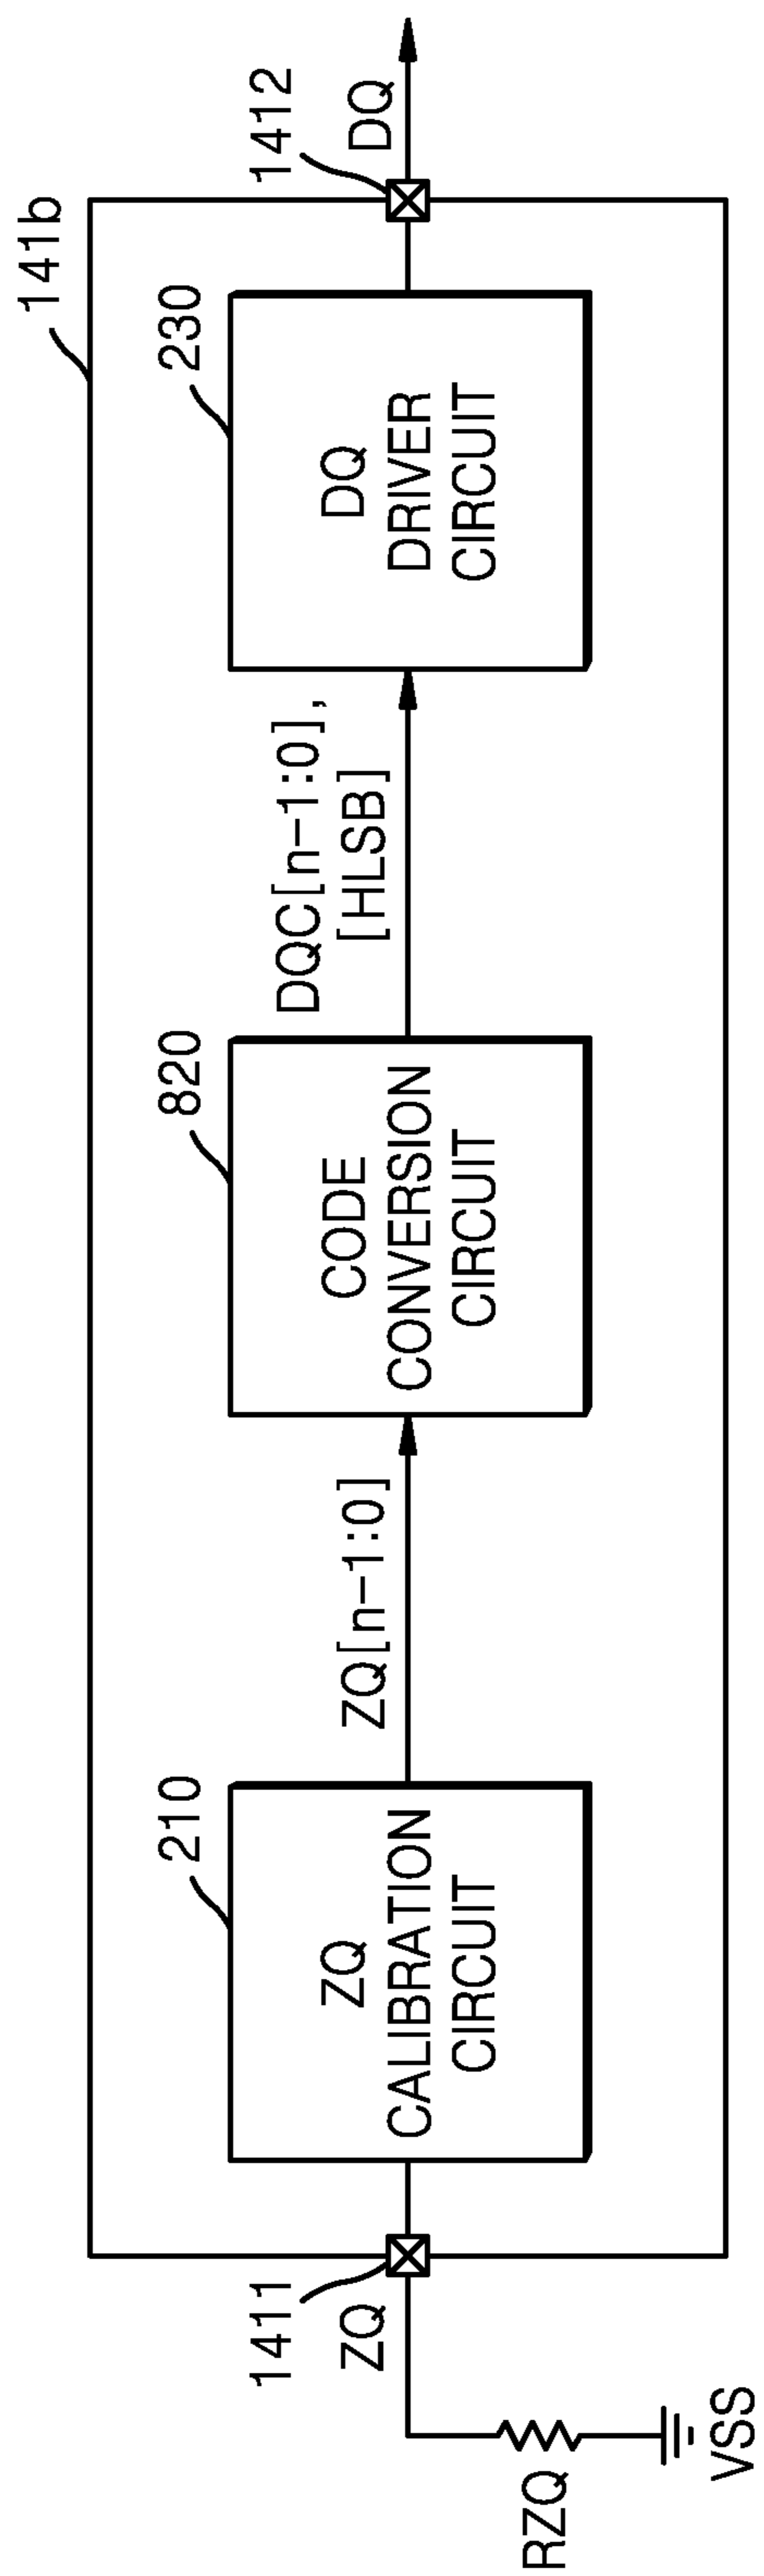 141b
1411
ZQ
RZQ
VSS
210
ZQ
CALIBRATION
CIRCUIT
ZQ[n-1:0]
820
CODE
CONVERSION
CIRCUIT
DQC[n-1:0],
[HLSB]
230
DQ
DRIVER
CIRCUIT
1412
DQ